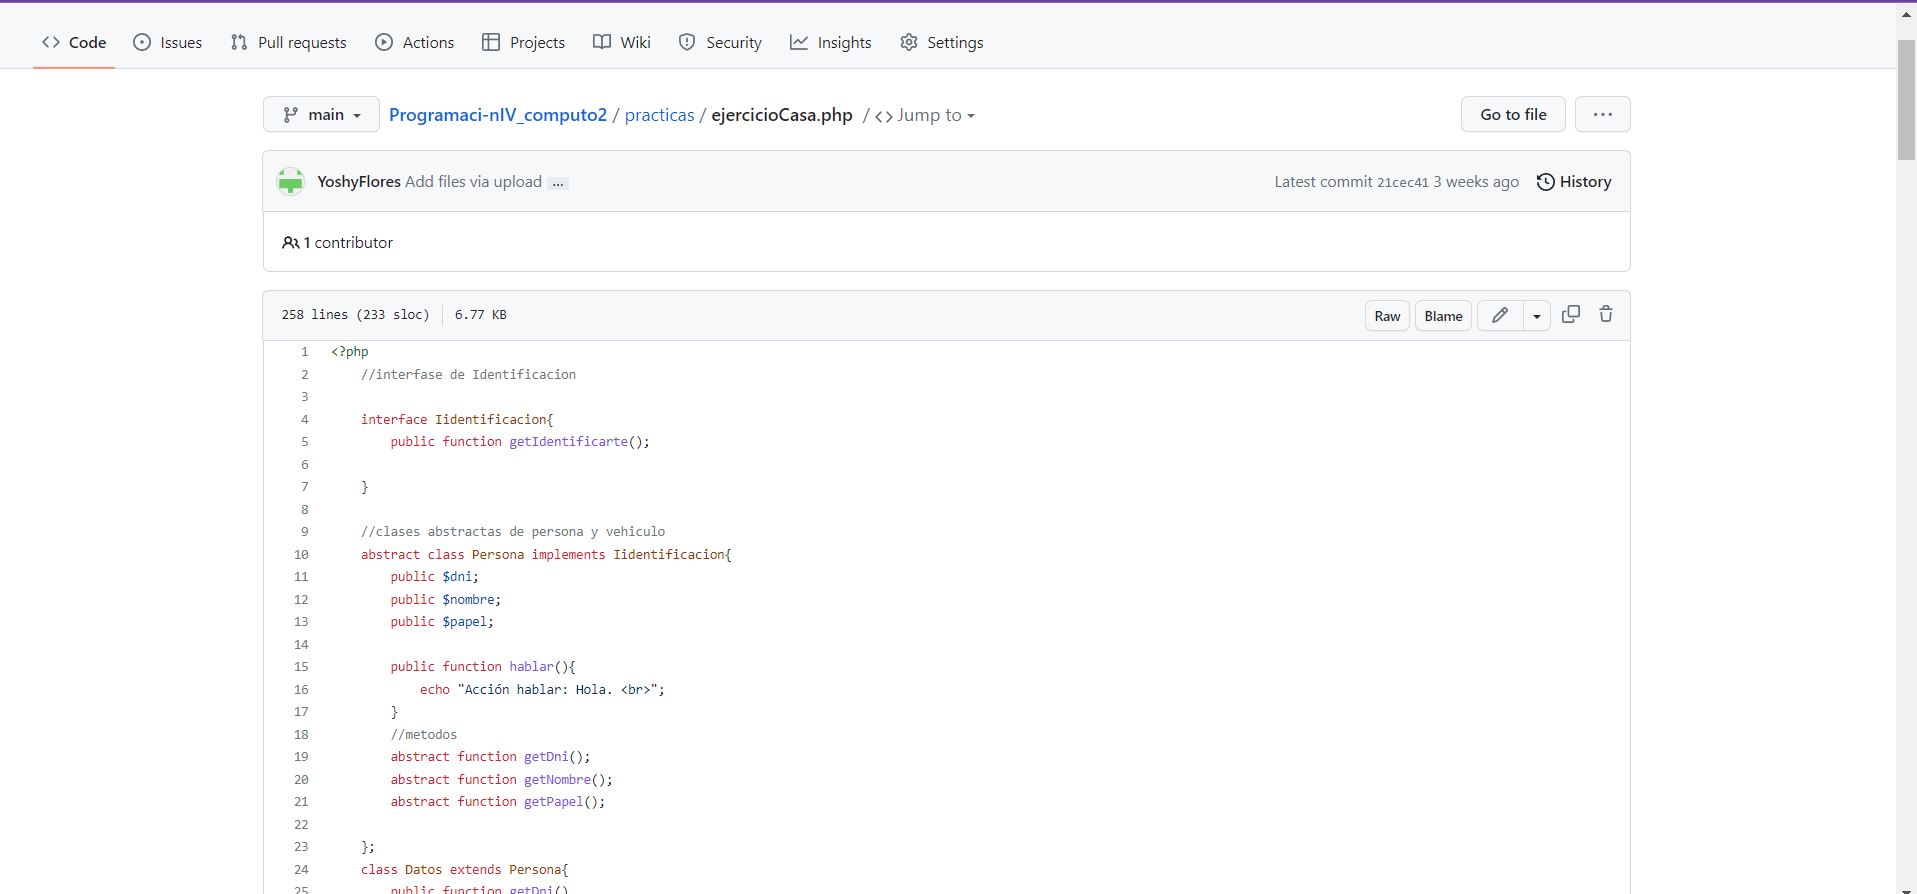 Code Issues Pull requests Actions Projects Wiki Security Insights Settings
main Programaci-nIV_computo2 / practicas / ejercicioCasa.php / <> Jump to Go to file ...
YoshyFlores Add files via upload ... Latest commit 21cec41 3 weeks ago History
1 contributor
258 lines (233 sloc) 6.77 KB Raw Blame
1 <?php
2 //interfase de Identificacion
3
4 interface Iidentificacion{
5 public function getIdentificarte();
6
7 }
8
9 //clases abstractas de persona y vehiculo
10 abstract class Persona implements Iidentificacion{
11 public $dni;
12 public $nombre;
13 public $papel;
14
15 public function hablar(){
16 echo "Acción hablar: Hola. <br>";
17 }
18 //metodos
19 abstract function getDni();
20 abstract function getNombre();
21 abstract function getPapel();
22
23 };
24 class Datos extends Persona{
25 public function getDni()